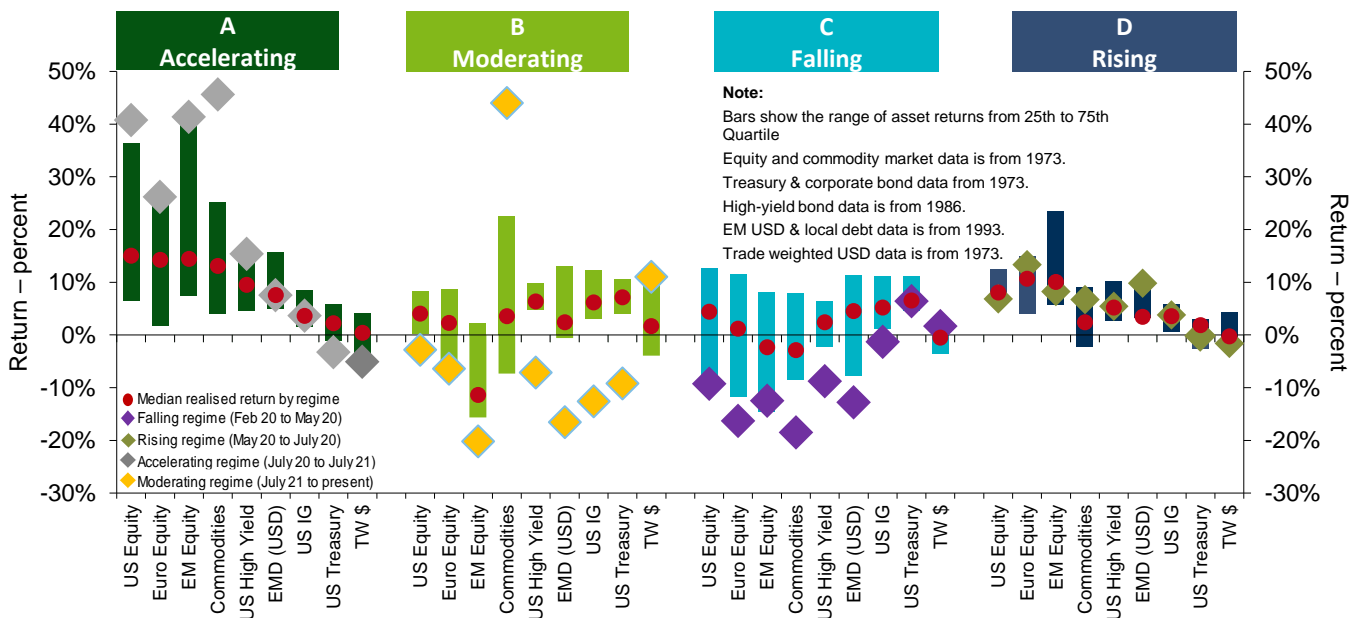 A
Accelerating
B
Moderating
C
Falling
D
Rising
50%
40%
30%
20%
10%
0%
-10%
-20%
-30%
Return – percent
50%
40%
30%
20%
10%
0%
-10%
-20%
-30%
Return – percent
Note:
Bars show the range of asset returns from 25th to 75th
Quartile
Equity and commodity market data is from 1973.
Treasury & corporate bond data from 1973.
High-yield bond data is from 1986.
EM USD & local debt data is from 1993.
Trade weighted USD data is from 1973.
Median realised return by regime
Falling regime (Feb 20 to May 20)
Rising regime (May 20 to July 20)
Accelerating regime (July 20 to July 21)
Moderating regime (July 21 to present)
US Equity
Euro Equity
EM Equity
Commodities
US High Yield
EMD (USD)
US IG
US Treasury
TW $
US Equity
Euro Equity
EM Equity
Commodities
US High Yield
EMD (USD)
US IG
US Treasury
TW $
US Equity
Euro Equity
EM Equity
Commodities
US High Yield
EMD (USD)
US IG
US Treasury
TW $
US Equity
Euro Equity
EM Equity
Commodities
US High Yield
EMD (USD)
US IG
US Treasury
TW $